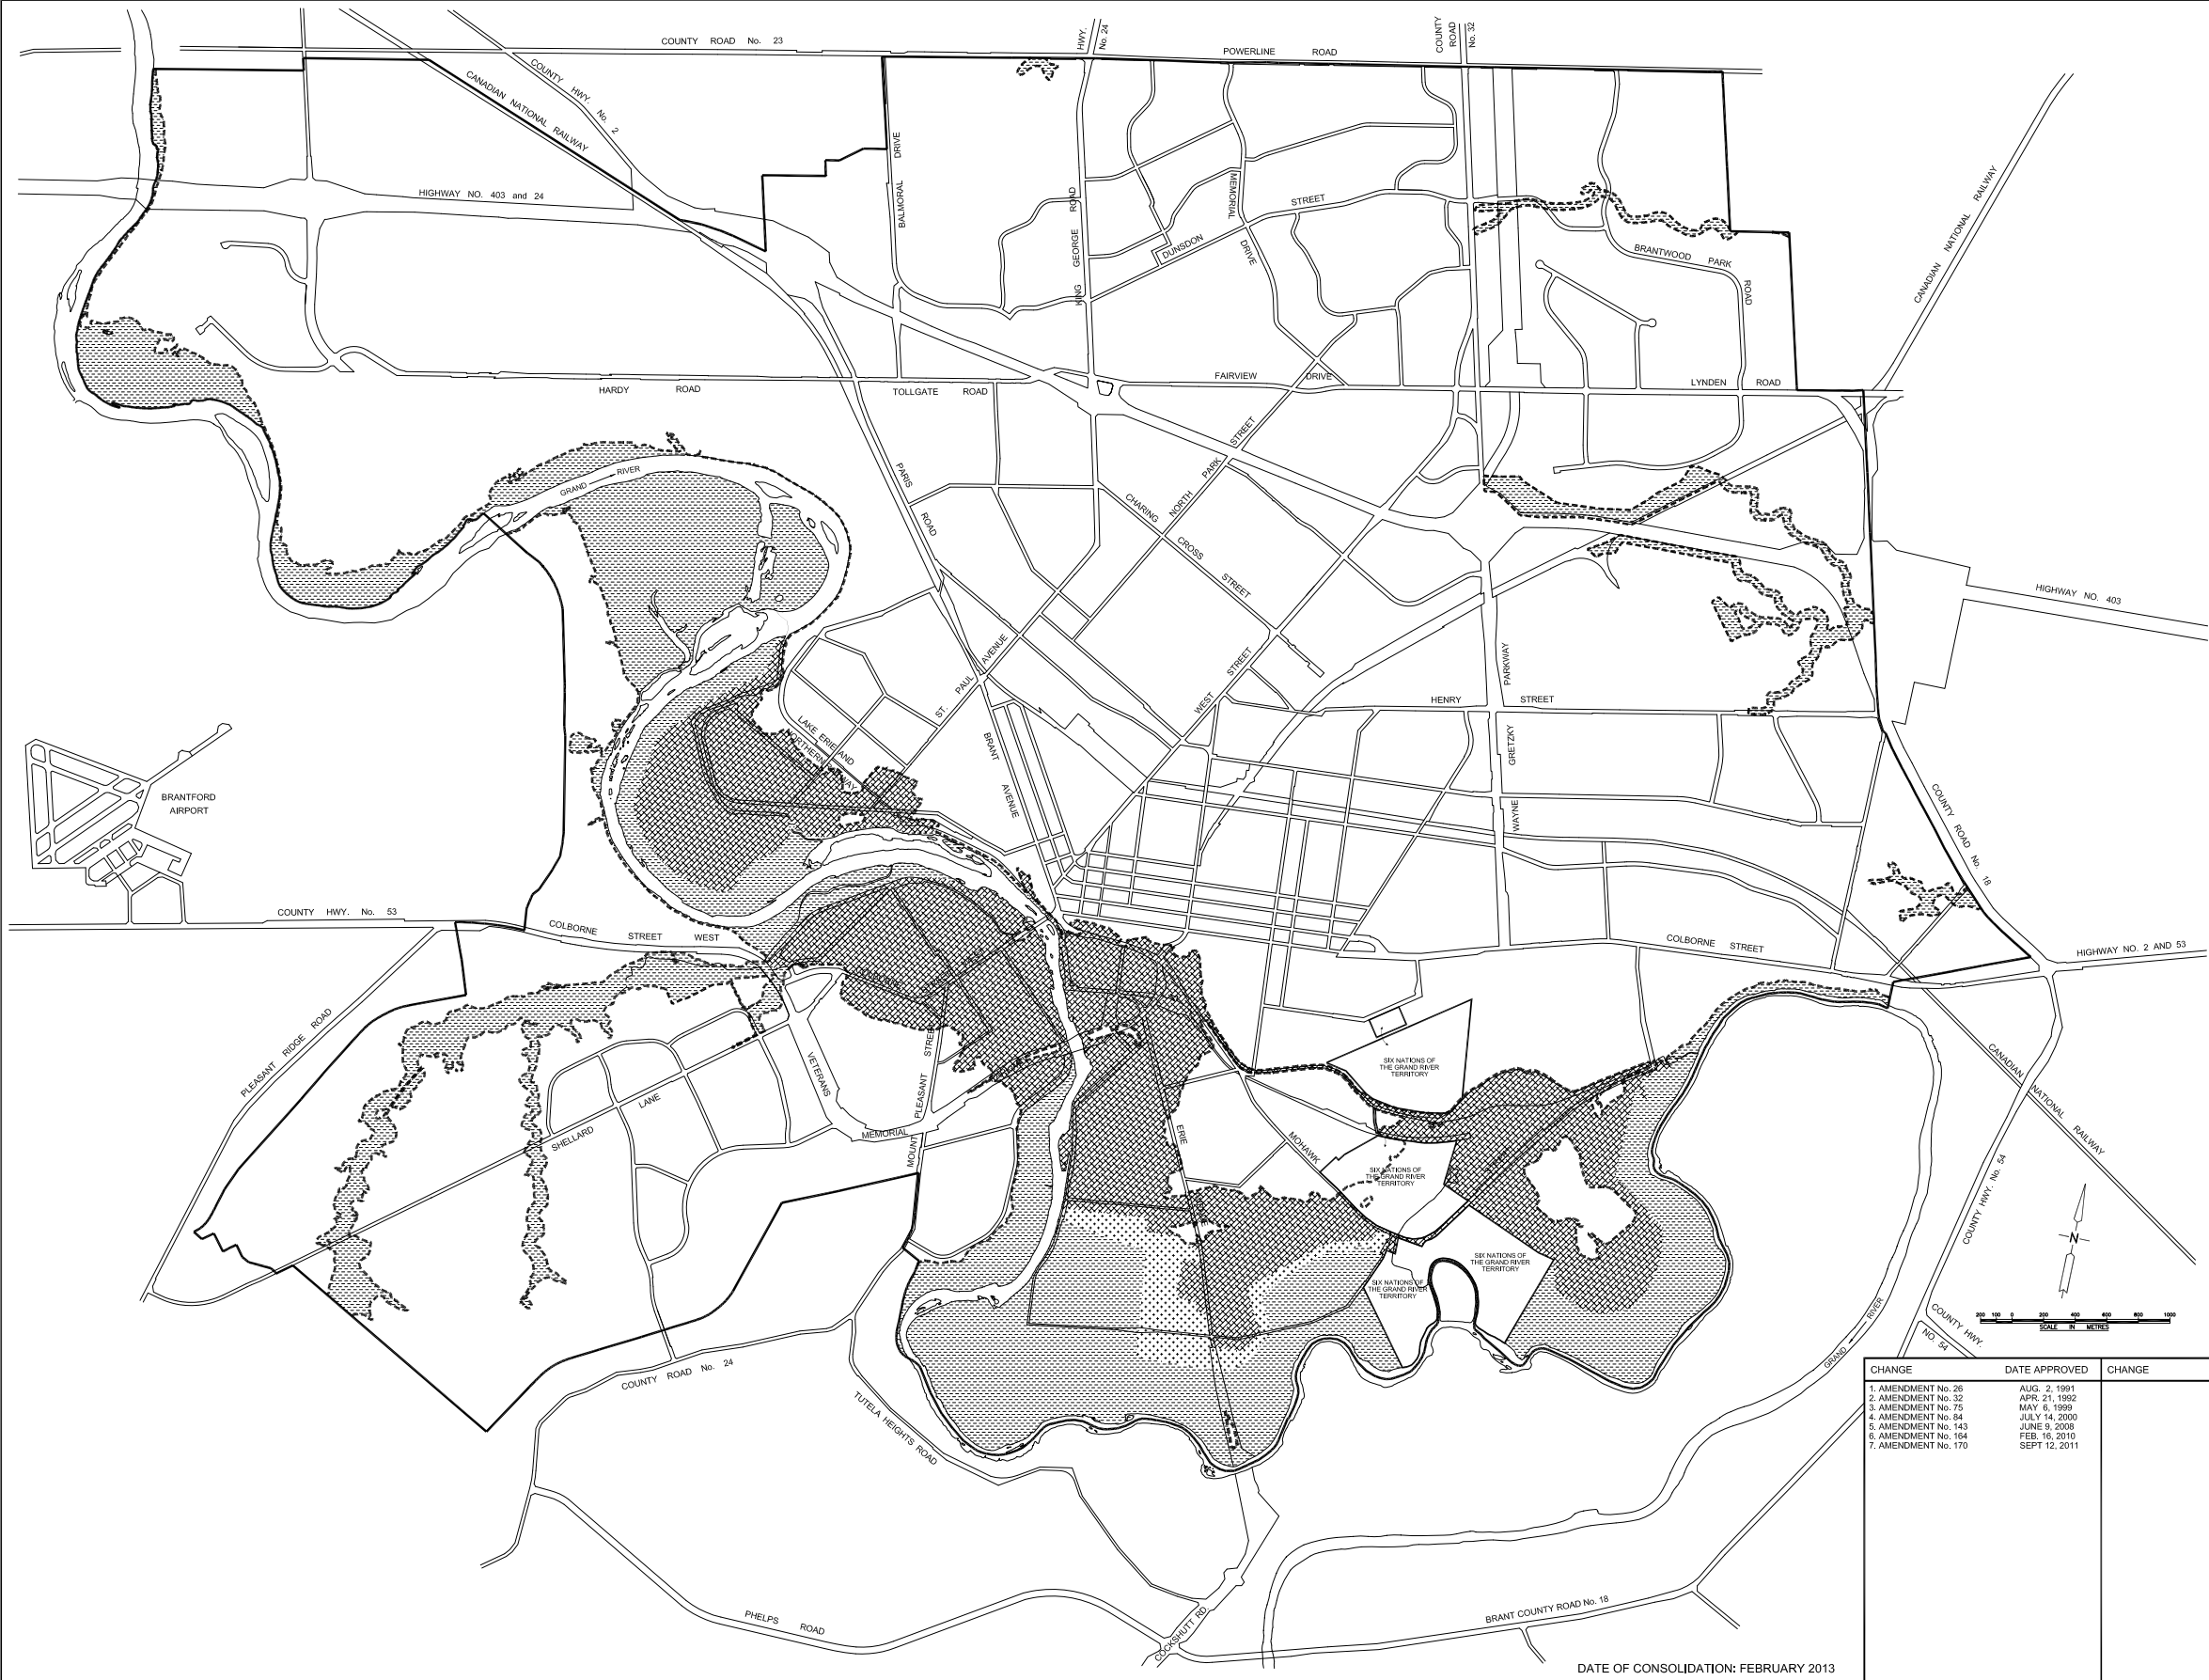 COUNTY ROAD No. 23
HWY. No. 24
POWERLINE ROAD
COUNTY ROAD No. 32
COUNTY HWY. No. 2
CANADIAN NATIONAL RAILWAY
HIGHWAY NO. 403 and 24
BALMORAL DRIVE
KING GEORGE ROAD
MEMORIAL DRIVE
DUNSDON STREET
BRANTWOOD PARK ROAD
CANADIAN NATIONAL RAILWAY
HARDY ROAD
TOLLGATE ROAD
FAIRVIEW DRIVE
LYNDEN ROAD
GRAND RIVER
PARIS ROAD
NORTH PARK STREET
CHARING CROSS STREET
HIGHWAY NO. 403
ST. PAUL AVENUE
WEST STREET
HENRY STREET
WAYNE GRETZKY PARKWAY
LAKE ERIE AND
NORTHERN RAILWAY
BRANT AVENUE
AVENUE
BRANTFORD
AIRPORT
COUNTY ROAD No. 18
COUNTY HWY. No. 53
COLBORNE STREET WEST
COLBORNE STREET
HIGHWAY NO. 2 AND 53
PLEASANT RIDGE ROAD
SHELLARD LANE
VETERANS MEMORIAL
MOUNT PLEASANT STREET
ERIE
MOHAWK
SIX NATIONS OF
THE GRAND RIVER
TERRITORY
SIX NATIONS OF
THE GRAND RIVER
TERRITORY
SIX NATIONS OF
THE GRAND RIVER
TERRITORY
SIX NATIONS OF
THE GRAND RIVER
TERRITORY
CANADIAN NATIONAL RAILWAY
COUNTY HWY. No. 54
N
COUNTY HWY.
NO. 54
GRAND RIVER
200 100 0 200 400 600 800 1000
SCALE IN METRES
COUNTY ROAD No. 24
TUTELA HEIGHTS ROAD
PHELPS ROAD
COCKSHUTT RD.
BRANT COUNTY ROAD No. 18
CHANGE DATE APPROVED CHANGE
1. AMENDMENT No. 26 AUG. 2, 1991
2. AMENDMENT No. 32 APR. 21, 1992
3. AMENDMENT No. 75 MAY 6, 1999
4. AMENDMENT No. 84 JULY 14, 2000
5. AMENDMENT No. 143 JUNE 9, 2008
6. AMENDMENT No. 164 FEB. 16, 2010
7. AMENDMENT No. 170 SEPT 12, 2011
DATE OF CONSOLIDATION: FEBRUARY 2013